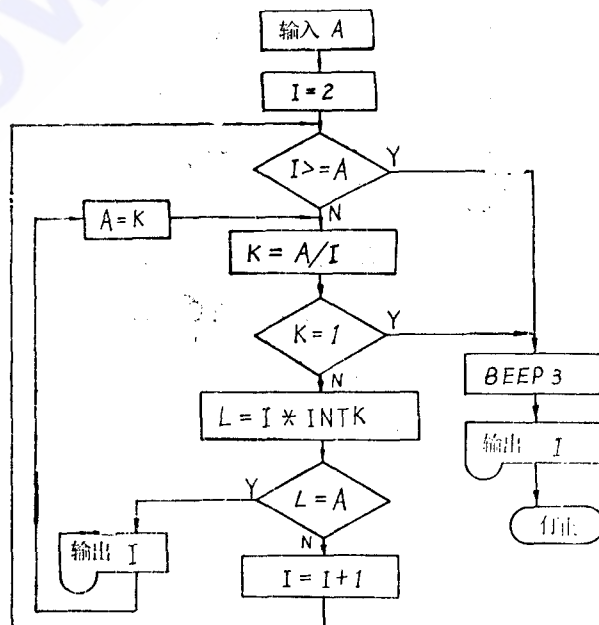 输入 A
I=2
I>=A
Y
A=K
N
K=A/I
K=1
Y
N
BEEP 3
L=I*INTK
输出 I
Y
L=A
输出 I
N
I=I+1